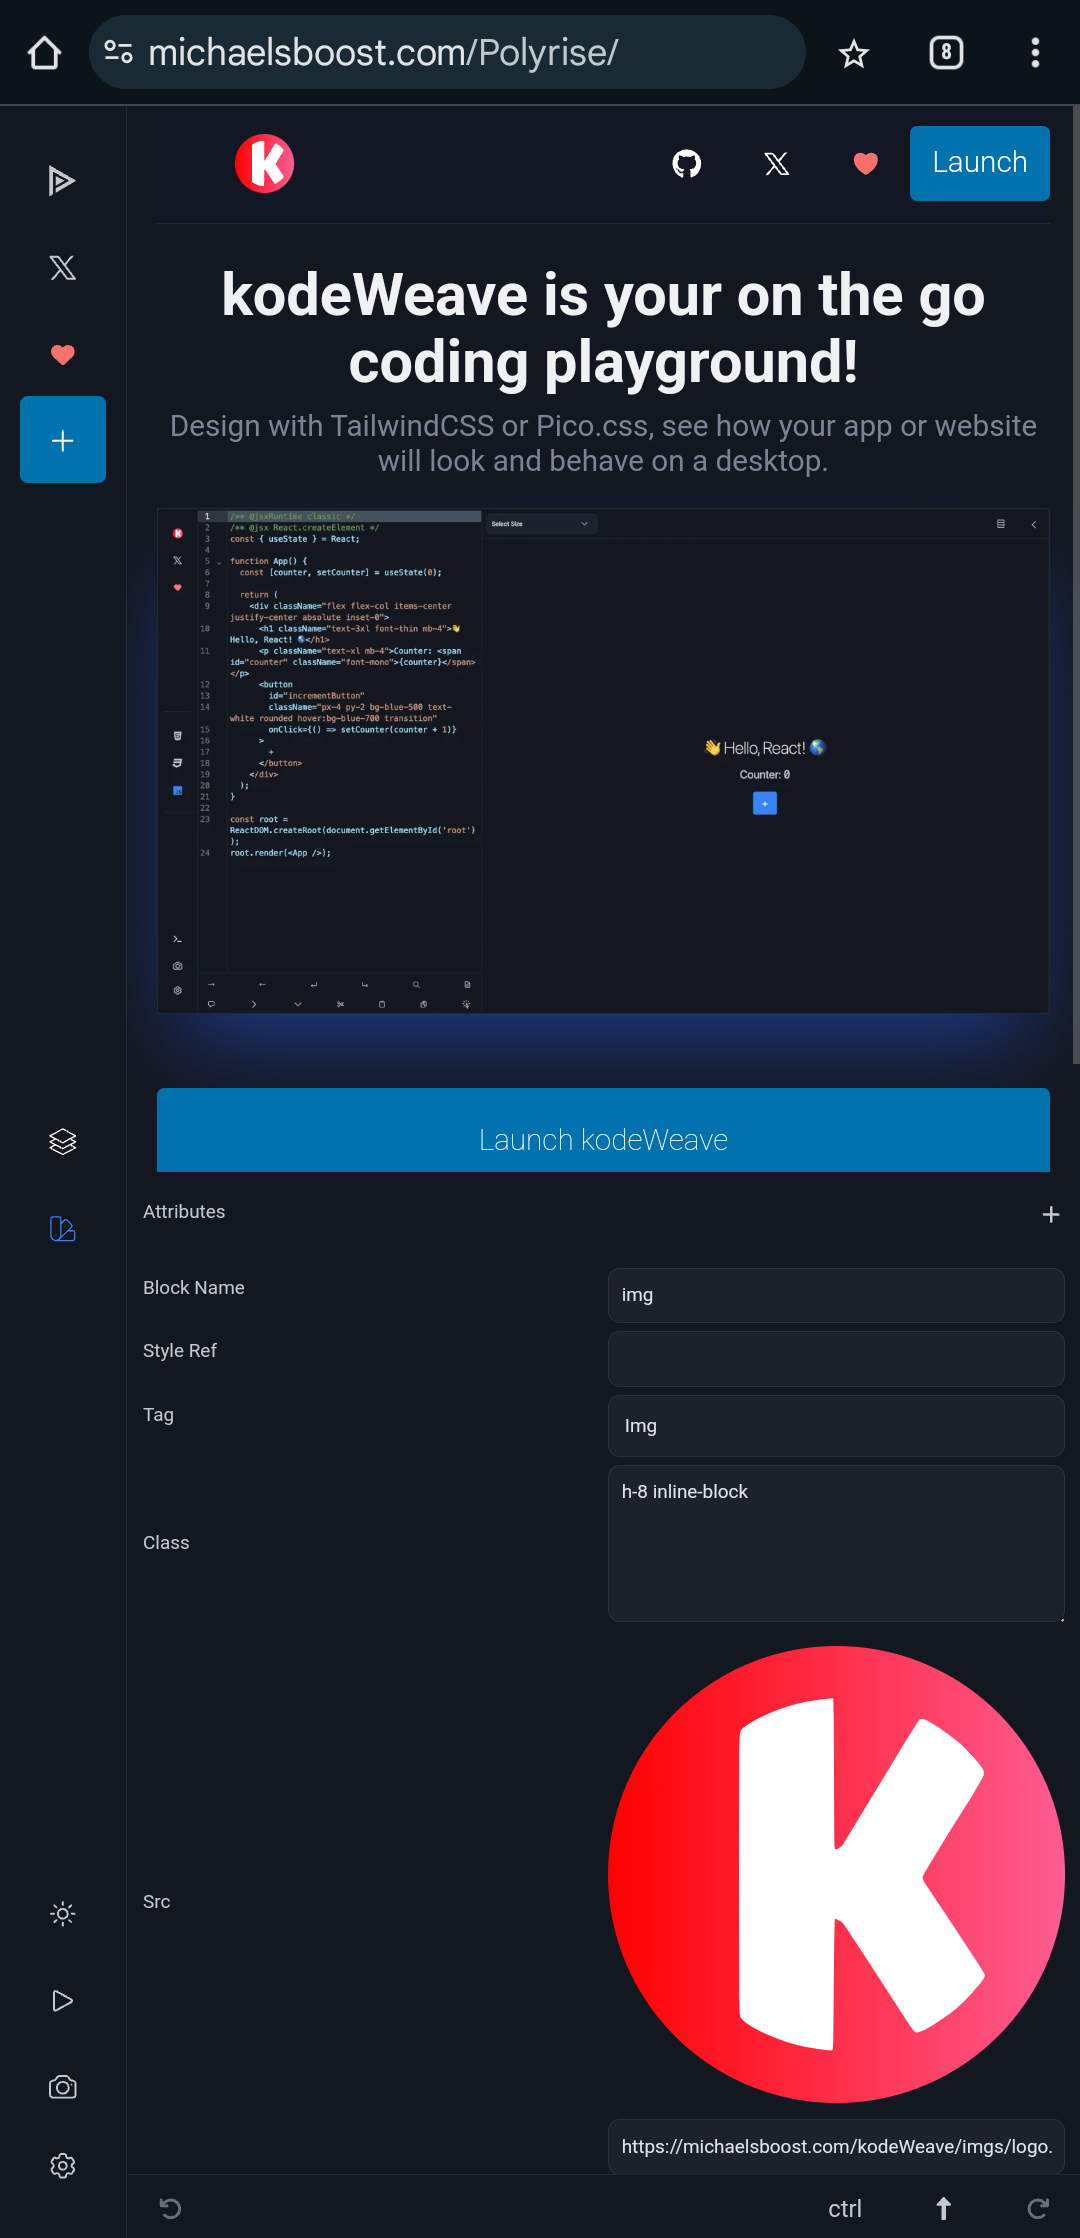 michaelsboost.com/Polyrise/
8
K
Launch
kodeWeave is your on the go
coding playground!
Design with TailwindCSS or Pico.css, see how your app or website
will look and behave on a desktop.
1 /** @jsxRuntime classic */
2 /** @jsx React.createElement */
3 const { useState } = React;
4
5 function App() {
6 const [counter, setCounter] = useState(0);
7
8 return (
9 <div className="flex flex-col items-center
justify-center absolute inset-0">
10 <h1 className="text-3xl font-thin mb-4">👋
Hello, React! 🌎</h1>
11 <p className="text-xl mb-4">Counter: <span
id="counter" className="font-mono">{counter}</span>
</p>
12 <button
13 id="incrementButton"
14 className="px-4 py-2 bg-blue-500 text-
white rounded hover:bg-blue-700 transition"
15 onClick={() => setCounter(counter + 1)}
16 >
17 +
18 </button>
19 </div>
20 );
21 }
22
23 const root =
ReactDOM.createRoot(document.getElementById('root')
);
24 root.render(<App />);
Select Size
👋 Hello, React! 🌎
Counter: 0
+
Launch kodeWeave
Attributes
Block Name
img
Style Ref
Tag
Img
Class
h-8 inline-block
Src
K
https://michaelsboost.com/kodeWeave/imgs/logo.
ctrl